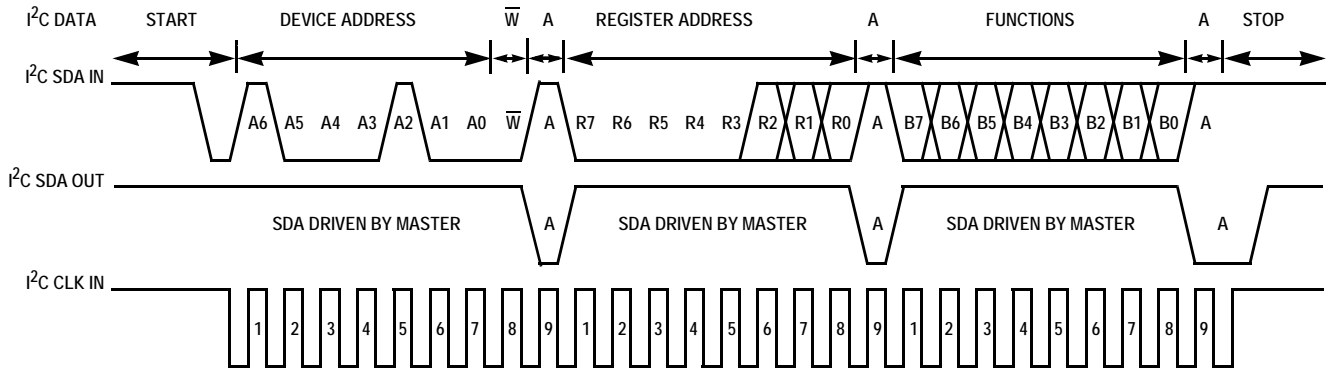 I²C DATA START DEVICE ADDRESS W̅ A REGISTER ADDRESS A FUNCTIONS A STOP
I²C SDA IN
A6 A5 A4 A3 A2 A1 A0 W̅ A R7 R6 R5 R4 R3 R2 R1 R0 A B7 B6 B5 B4 B3 B2 B1 B0 A
I²C SDA OUT
SDA DRIVEN BY MASTER A SDA DRIVEN BY MASTER A SDA DRIVEN BY MASTER A
I²C CLK IN
1 2 3 4 5 6 7 8 9 1 2 3 4 5 6 7 8 9 1 2 3 4 5 6 7 8 9